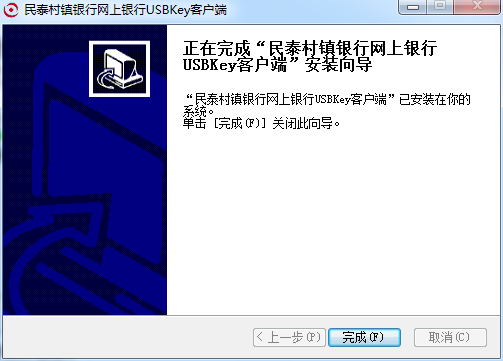 民泰村镇银行网上银行USBKey客户端
正在完成“民泰村镇银行网上银行
USBKey客户端”安装向导
“民泰村镇银行网上银行USBKey客户端”已安装在你的
系统。
单击 [完成(F)] 关闭此向导。
< 上一步(P)
完成(F)
取消(C)